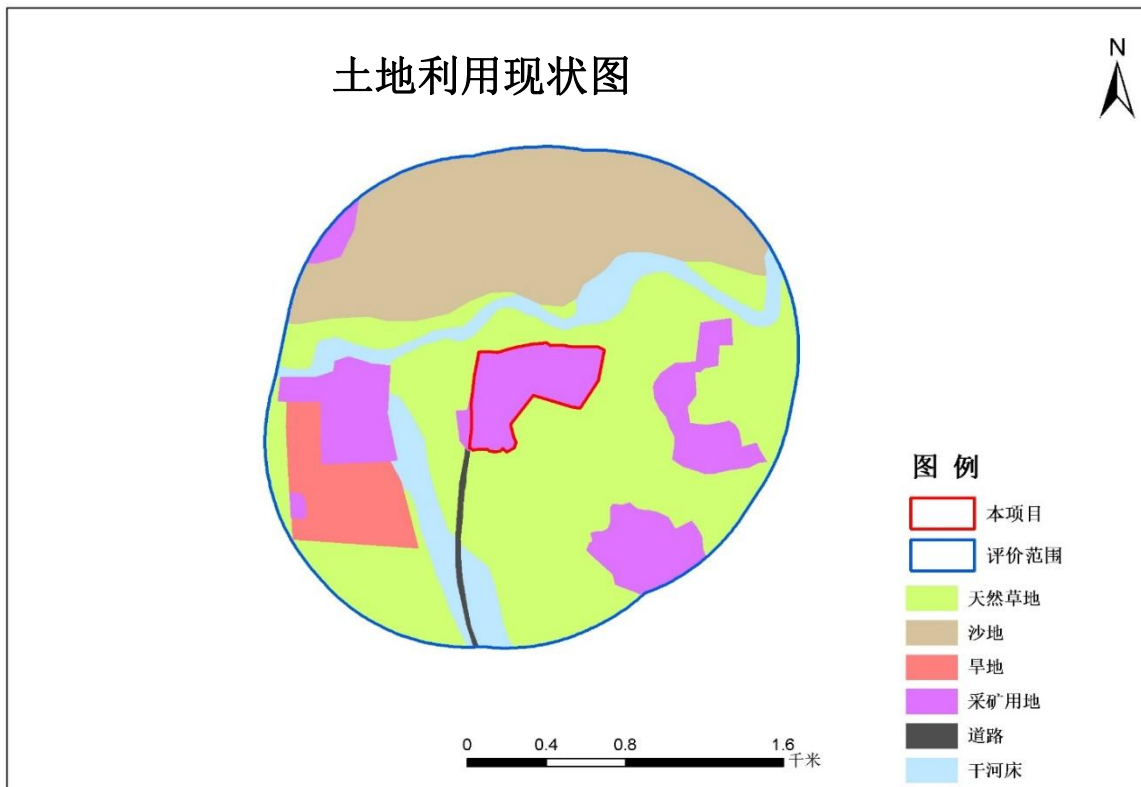 土地利用现状图
N
图 例
本项目
评价范围
天然草地
沙地
旱地
采矿用地
道路
干河床
0 0.4 0.8 1.6
千米